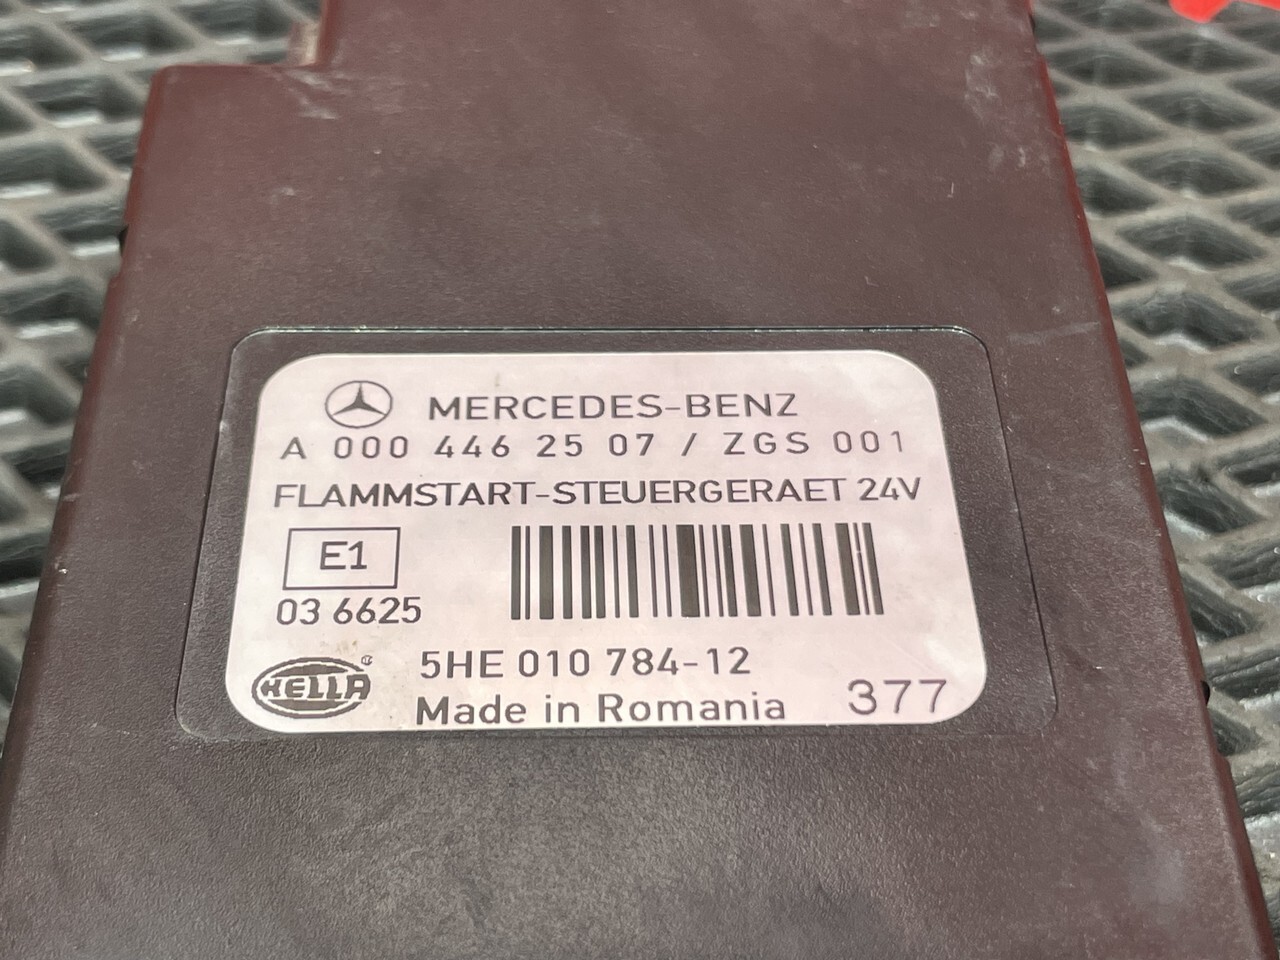 MERCEDES-BENZ
A 000 446 25 07 / ZGS 001
FLAMMSTART-STEUERGERAET 24V
E1
03 6625
HELLA
5HE 010 784-12
Made in Romania
377